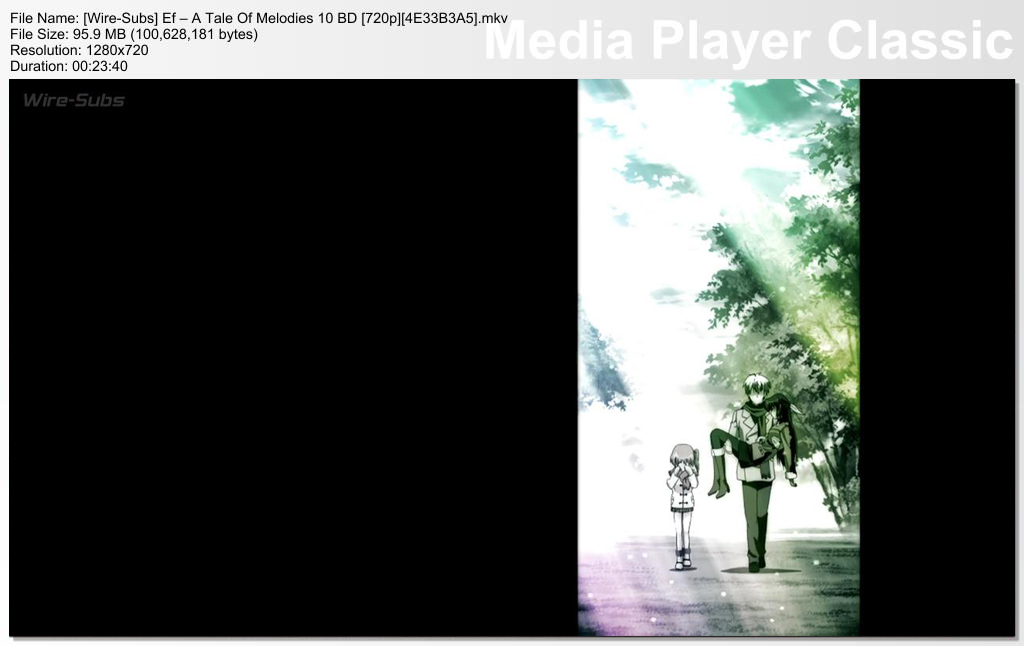 File Name: [Wire-Subs] Ef – A Tale Of Melodies 10 BD [720p][4E33B3A5].mkv
File Size: 95.9 MB (100,628,181 bytes)
Resolution: 1280x720
Duration: 00:23:40
Media Player Classic
Wire-Subs